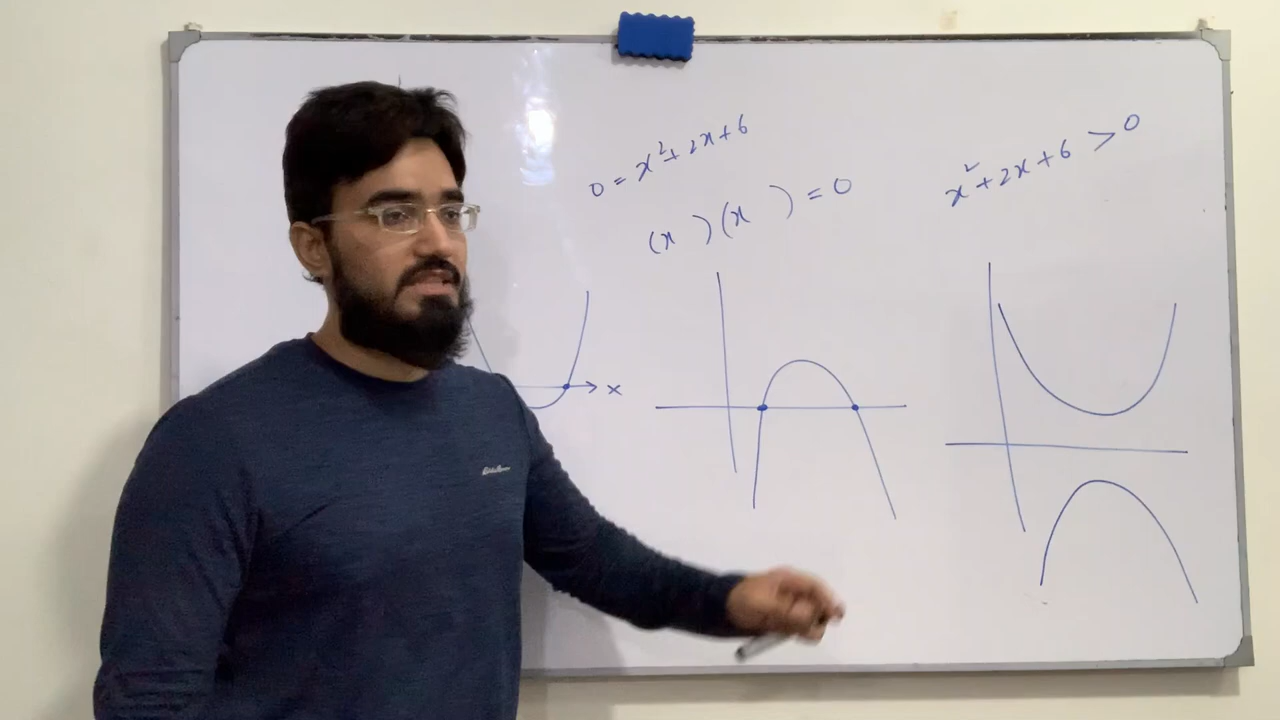 0 = x²+ 2x+6
(x  )(x  ) = 0
x²+2x+6 >0
x